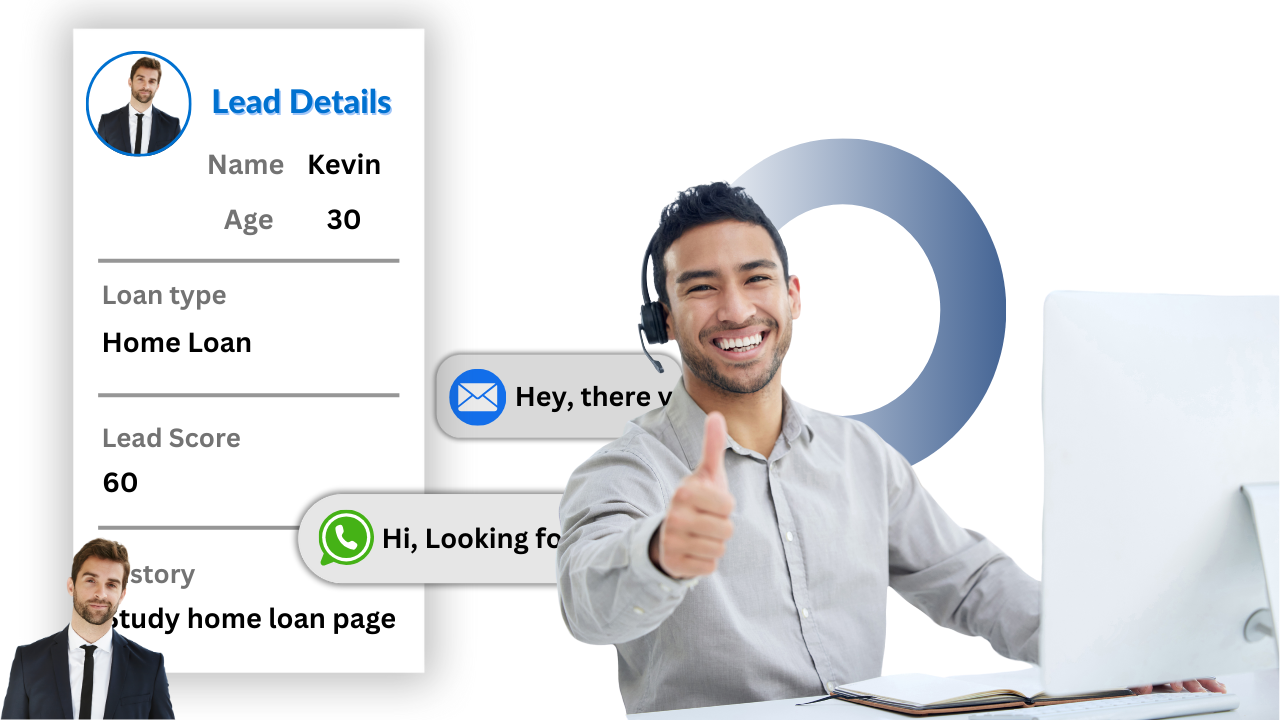 Lead Details
Name Kevin
Age 30
Loan type
Home Loan
Lead Score
60
story
tudy home loan page
Hey, there
Hi, Looking fo